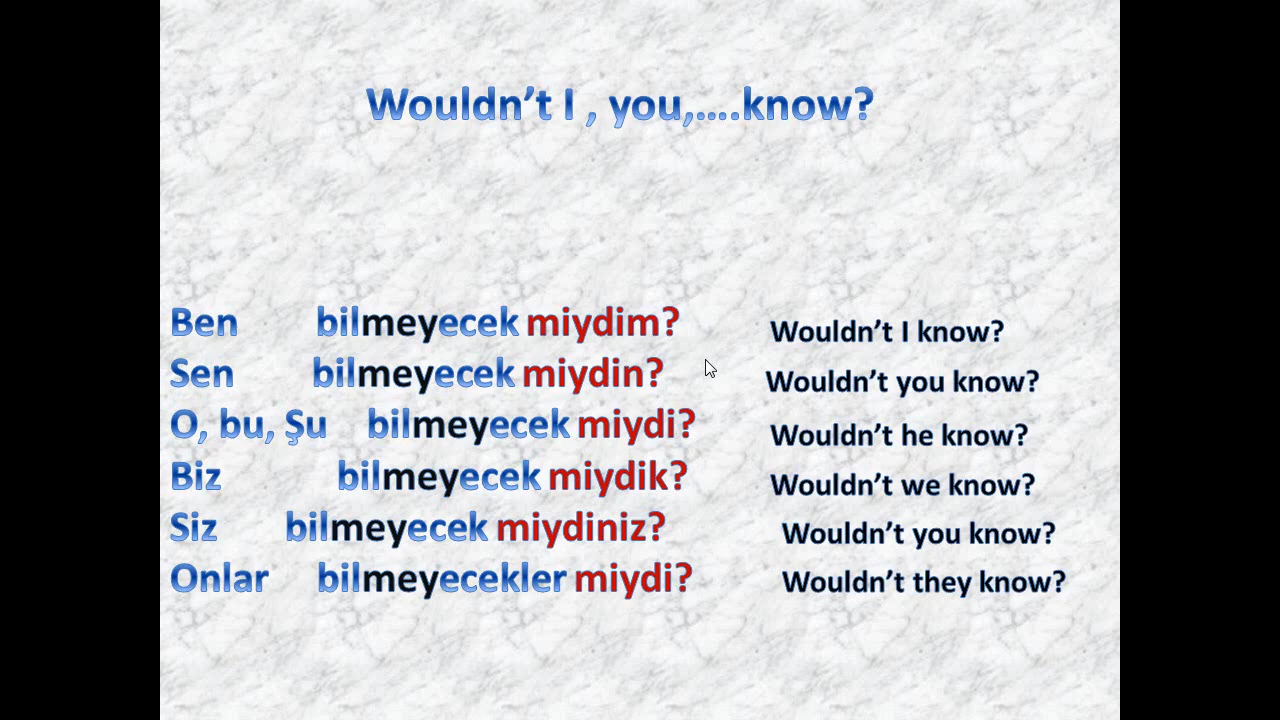 Wouldn't I , you,….know?
Ben bilmeyecek miydim? Wouldn't I know?
Sen bilmeyecek miydin? Wouldn't you know?
O, bu, Şu bilmeyecek miydi? Wouldn't he know?
Biz bilmeyecek miydik? Wouldn't we know?
Siz bilmeyecek miydiniz? Wouldn't you know?
Onlar bilmeyecekler miydi? Wouldn't they know?